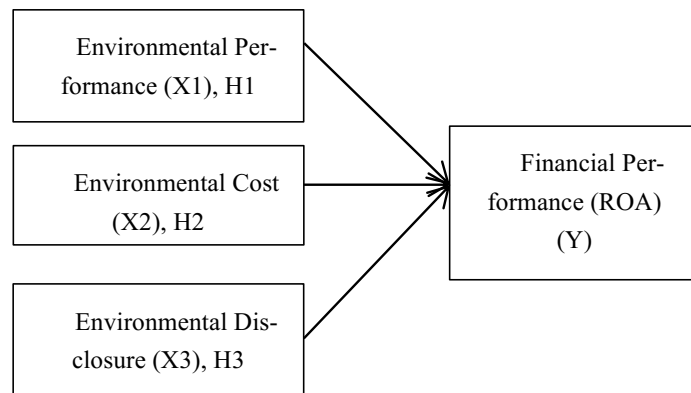 Environmental Per-
formance (X1), H1
Environmental Cost
(X2), H2
Environmental Dis-
closure (X3), H3
Financial Per-
formance (ROA)
(Y)